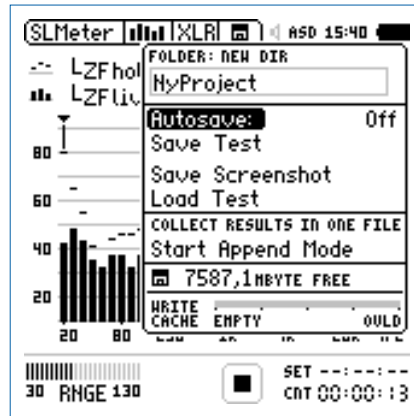 SLMeter XLR ASD 15:40
LZFhol
LZFliv
FOLDER: NEW DIR
NyProject
Autosave: Off
Save Test
Save Screenshot
Load Test
COLLECT RESULTS IN ONE FILE
Start Append Mode
7587,1MBYTE FREE
WRITE
CACHE EMPTY OVLD
80
60
40
20
20 80
30 RNGE 130
SET --:--:--
CNT 00:00:13